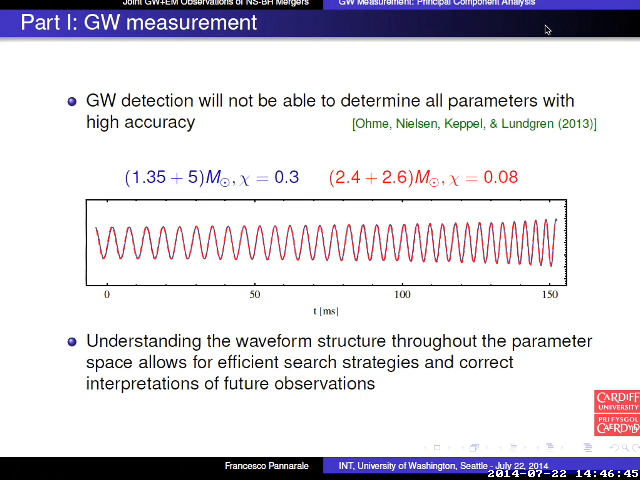 Joint GW+EM Observations of NS-BH Mergers
GW Measurement: Principal Component Analysis
Part I: GW measurement
GW detection will not be able to determine all parameters with
high accuracy
[Ohme, Nielsen, Keppel, & Lundgren (2013)]
(1.35 + 5)M⊙, χ = 0.3
(2.4 + 2.6)M⊙, χ = 0.08
0 50 100 150
t [ms]
Understanding the waveform structure throughout the parameter
space allows for efficient search strategies and correct
interpretations of future observations
CARDIFF
UNIVERSITY
PRIFYSGOL
CAERDYDD
Francesco Pannarale
INT, University of Washington, Seattle - July 22, 2014
2014-07-22 14:46:45